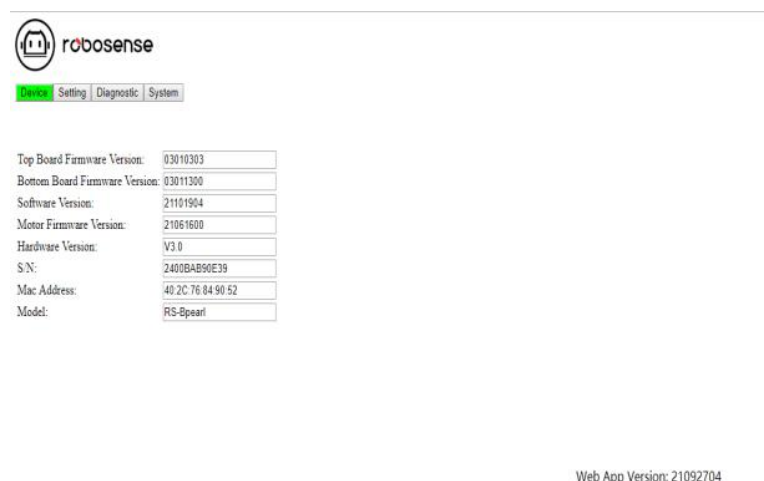 robosense
Device Setting Diagnostic System
Top Board Firmware Version: 03010303
Bottom Board Firmware Version: 03011300
Software Version: 21101904
Motor Firmware Version: 21061600
Hardware Version: V3.0
S/N: 2400BAB90E39
Mac Address: 40:2C:76:84:90:52
Model: RS-Bpearl
Web App Version: 21092704